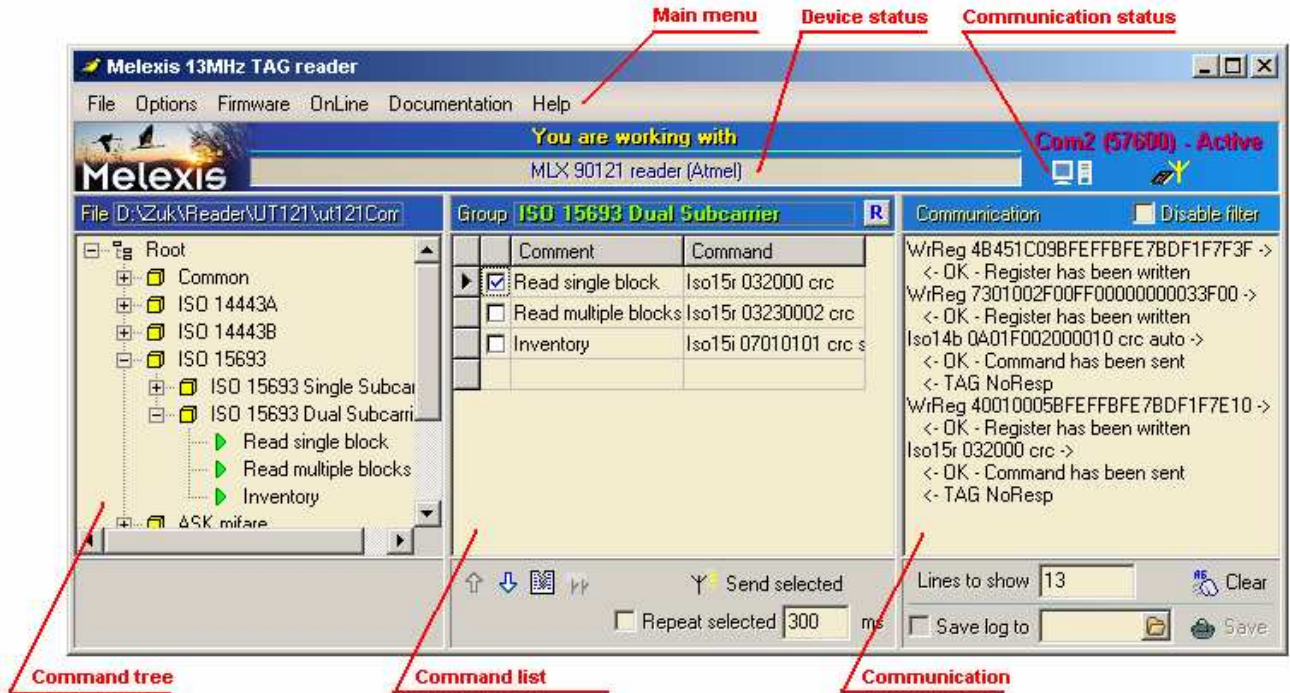 Main menu Device status Communication status
Melexis 13MHz TAG reader
File Options Firmware OnLine Documentation Help
You are working with
Com2 (57600) - Active
Melexis
MLX 90121 reader (Atmel)
File D:\Zuk\Reader\UT121\ut121Com
Root
Common
ISO 14443A
ISO 14443B
ISO 15693
ISO 15693 Single Subcar
ISO 15693 Dual Subcarri
Read single block
Read multiple blocks
Inventory
ASK mifare
Group ISO 15693 Dual Subcarrier R
Comment Command
Read single block Iso15r 032000 crc
Read multiple blocks Iso15r 03230002 crc
Inventory Iso15i 07010101 crc s
Send selected
Repeat selected 300 ms
Communication Disable filter
WrReg 4B451C09BFEFFBFE7BDF1F7F3F ->
<- OK - Register has been written
WrReg 7301002F00FF00000000033F00 ->
<- OK - Register has been written
Iso14b 0A01F002000010 crc auto ->
<- OK - Command has been sent
<- TAG NoResp
WrReg 40010005BFEFFBFE7BDF1F7E10 ->
<- OK - Register has been written
Iso15r 032000 crc ->
<- OK - Command has been sent
<- TAG NoResp
Lines to show 13 Clear
Save log to Save
Command tree Command list Communication